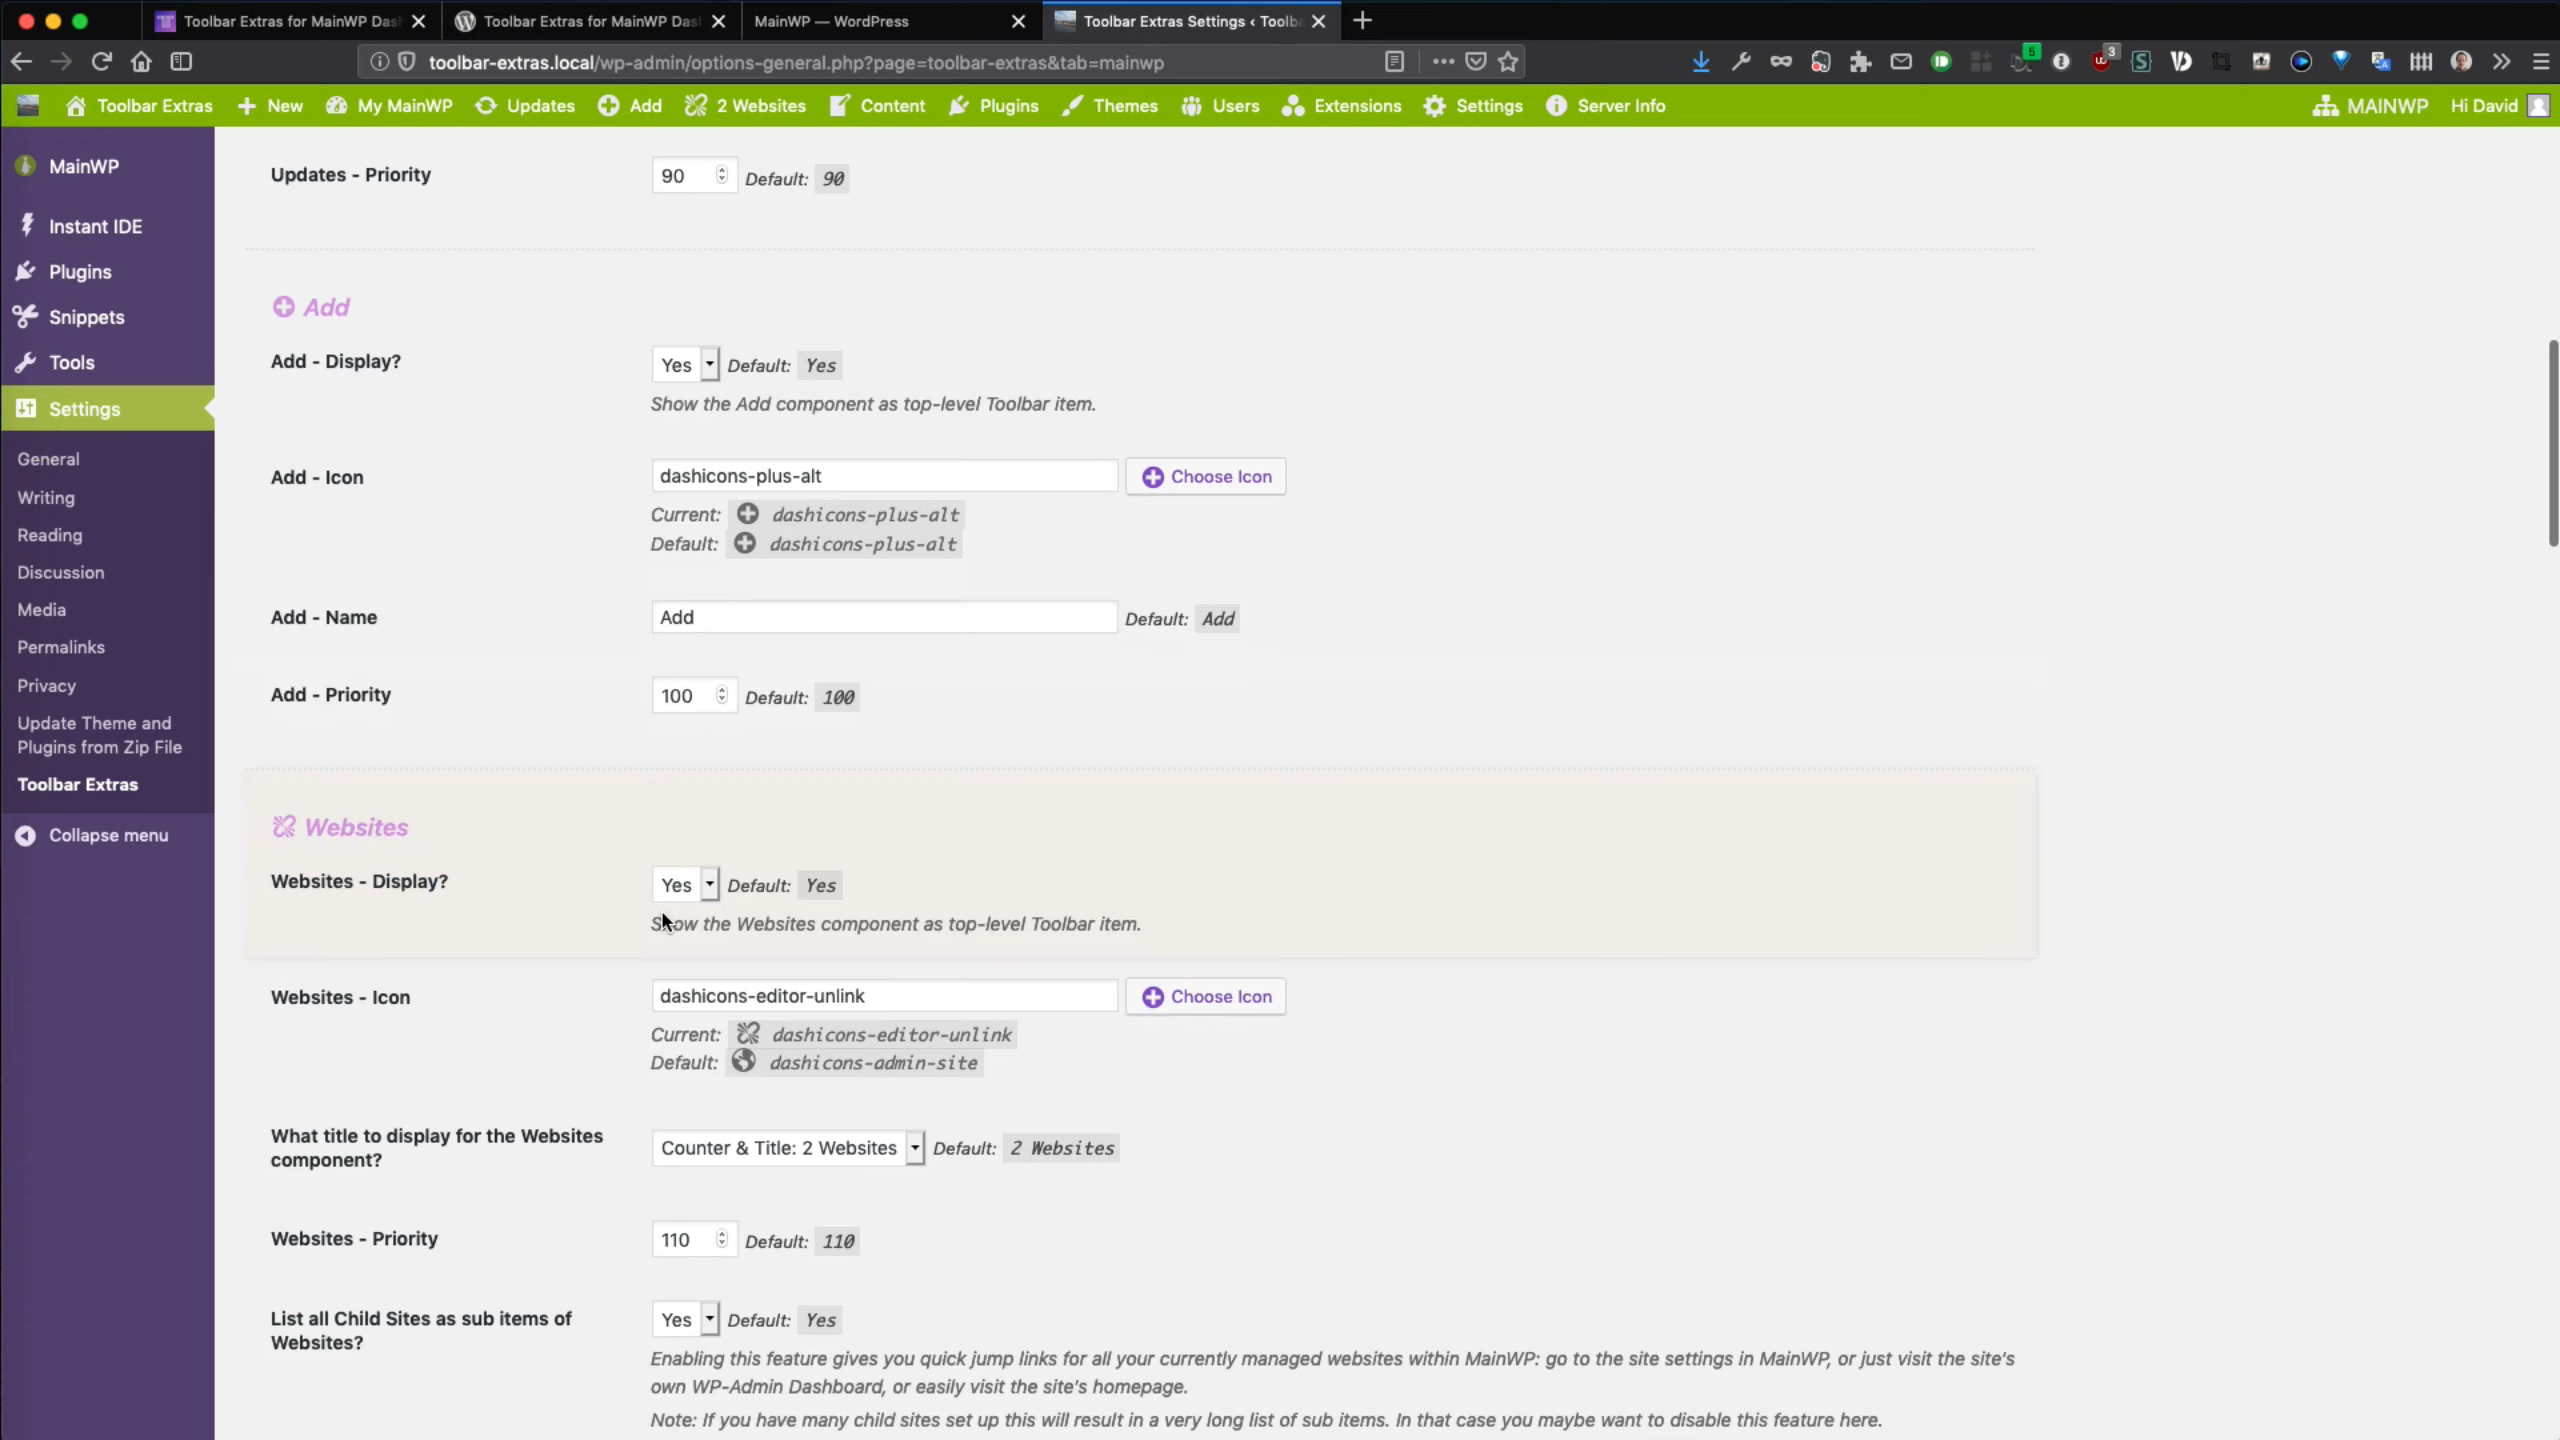 Toolbar Extras for MainWP Das
Toolbar Extras for MainWP Das
MainWP — WordPress
Toolbar Extras Settings ‹ Toolb
toolbar-extras.local/wp-admin/options-general.php?page=toolbar-extras&tab=mainwp
5
3
Toolbar Extras
New
My MainWP
Updates
Add
2 Websites
Content
Plugins
Themes
Users
Extensions
Settings
Server Info
MAINWP
Hi David
MainWP
Instant IDE
Plugins
Snippets
Tools
Settings
General
Writing
Reading
Discussion
Media
Permalinks
Privacy
Update Theme and
Plugins from Zip File
Toolbar Extras
Collapse menu
Updates - Priority
90 Default: 90
Add
Add - Display?
Yes Default: Yes
Show the Add component as top-level Toolbar item.
Add - Icon
dashicons-plus-alt Choose Icon
Current: dashicons-plus-alt
Default: dashicons-plus-alt
Add - Name
Add Default: Add
Add - Priority
100 Default: 100
Websites
Websites - Display?
Yes Default: Yes
Show the Websites component as top-level Toolbar item.
Websites - Icon
dashicons-editor-unlink Choose Icon
Current: dashicons-editor-unlink
Default: dashicons-admin-site
What title to display for the Websites
component?
Counter & Title: 2 Websites Default: 2 Websites
Websites - Priority
110 Default: 110
List all Child Sites as sub items of
Websites?
Yes Default: Yes
Enabling this feature gives you quick jump links for all your currently managed websites within MainWP: go to the site settings in MainWP, or just visit the site's
own WP-Admin Dashboard, or easily visit the site's homepage.
Note: If you have many child sites set up this will result in a very long list of sub items. In that case you maybe want to disable this feature here.